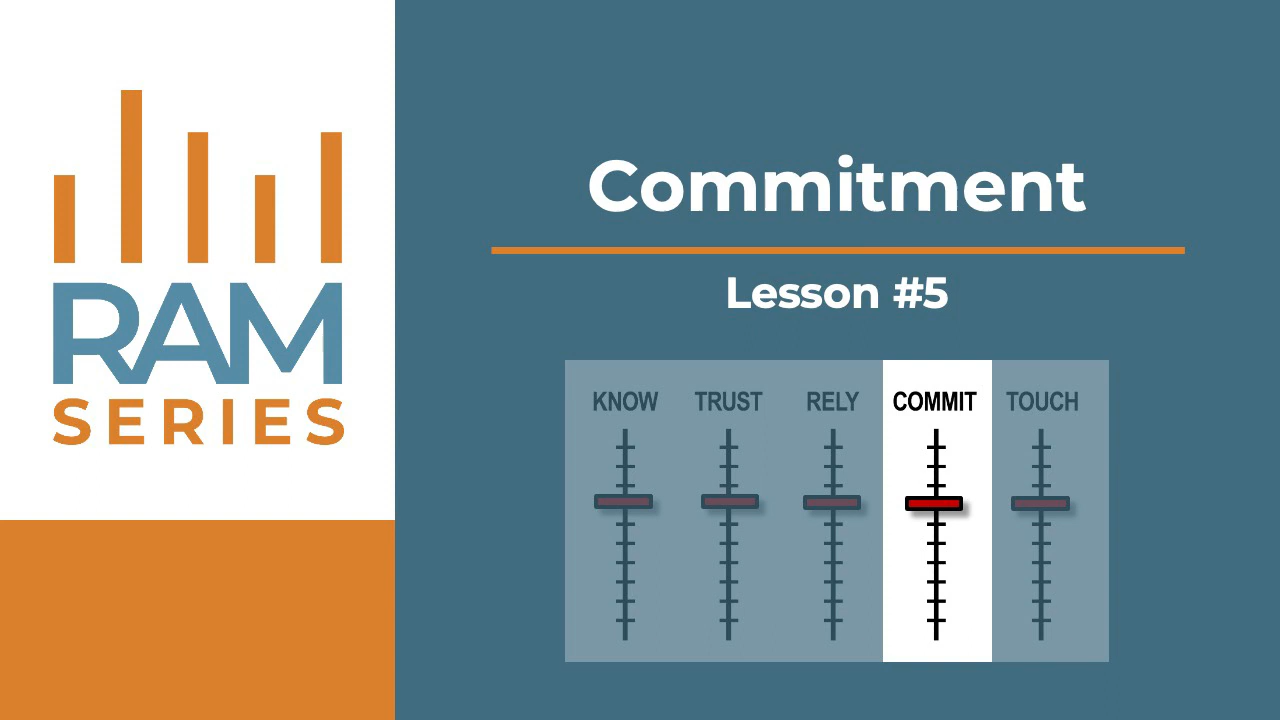 RAM
SERIES
Commitment
Lesson #5
KNOW TRUST RELY COMMIT TOUCH